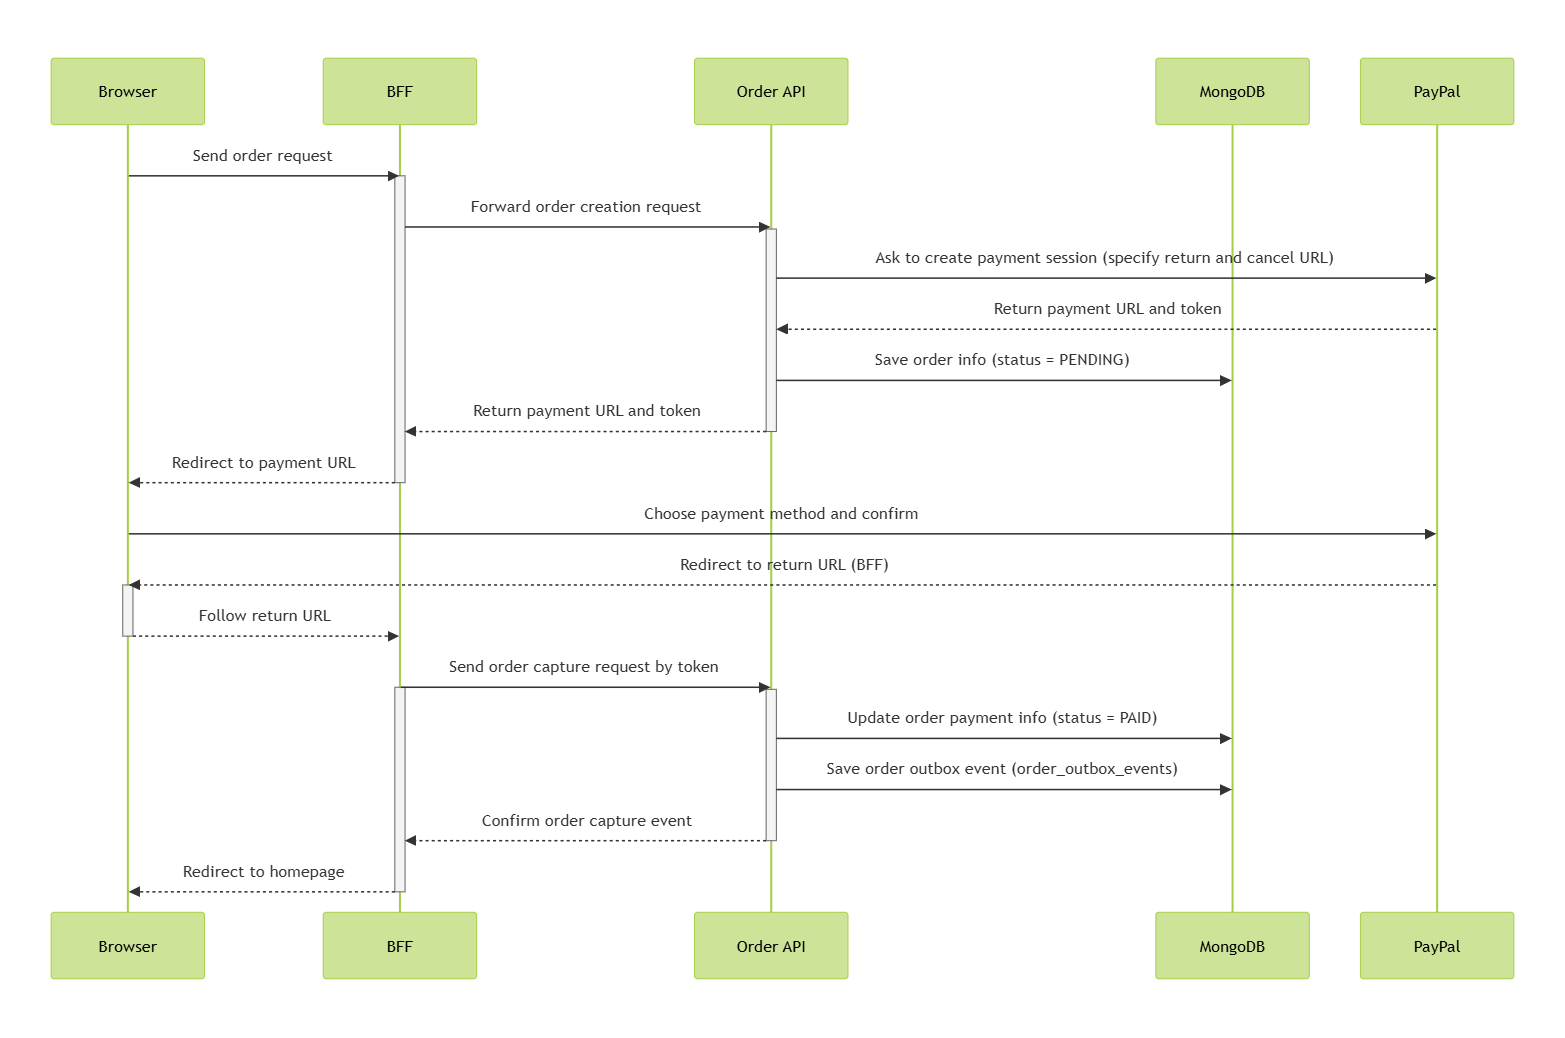 Browser
BFF
Order API
MongoDB
PayPal
Send order request
Forward order creation request
Ask to create payment session (specify return and cancel URL)
Return payment URL and token
Save order info (status = PENDING)
Return payment URL and token
Redirect to payment URL
Choose payment method and confirm
Redirect to return URL (BFF)
Follow return URL
Send order capture request by token
Update order payment info (status = PAID)
Save order outbox event (order_outbox_events)
Confirm order capture event
Redirect to homepage
Browser
BFF
Order API
MongoDB
PayPal